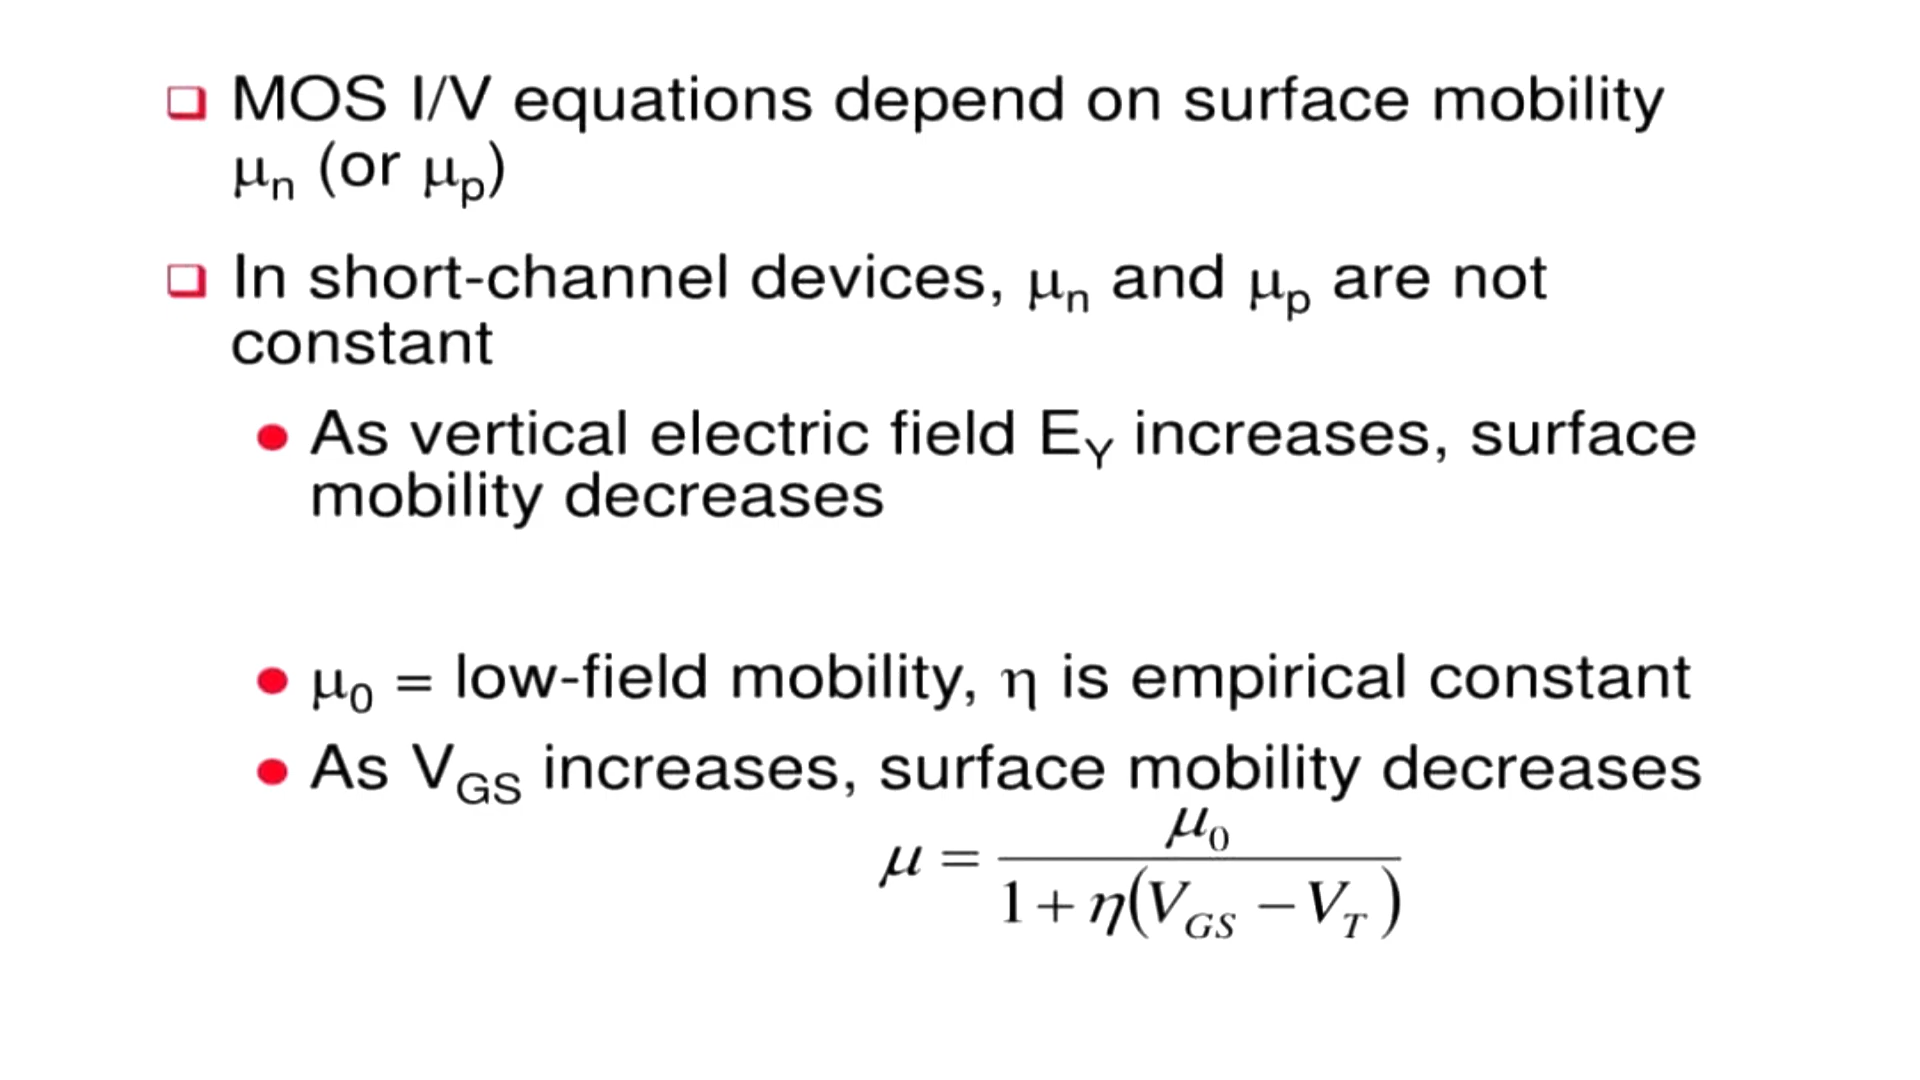 ❑ MOS I/V equations depend on surface mobility
μn (or μp)
❑ In short-channel devices, μn and μp are not
constant
• As vertical electric field EY increases, surface
mobility decreases
• μ0 = low-field mobility, η is empirical constant
• As VGS increases, surface mobility decreases
μ = μ0 / 1 + η(VGS − VT)